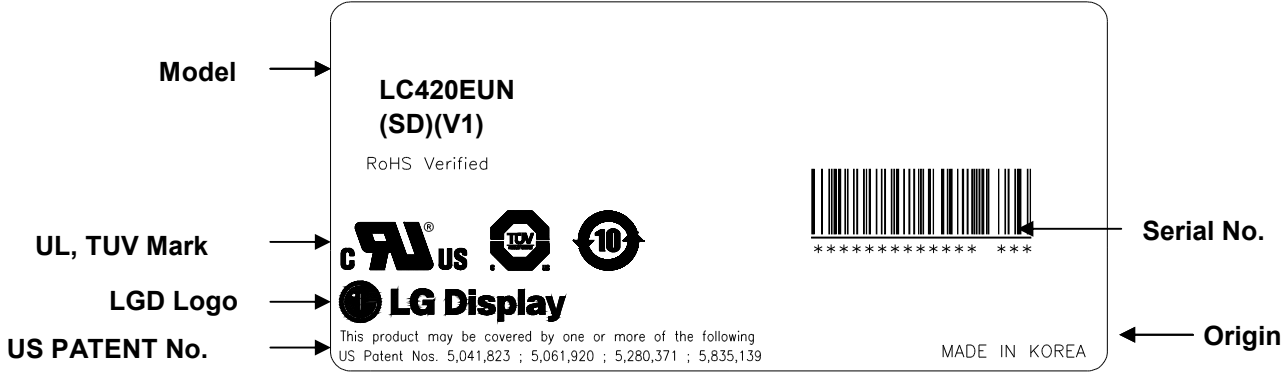 Model
LC420EUN
(SD)(V1)
RoHS Verified
UL, TUV Mark
C RU ® US
TÜV
10
Serial No.
************ ***
LGD Logo
LG Display
US PATENT No.
This product may be covered by one or more of the following
US Patent Nos. 5,041,823 ; 5,061,920 ; 5,280,371 ; 5,835,139
MADE IN KOREA
Origin